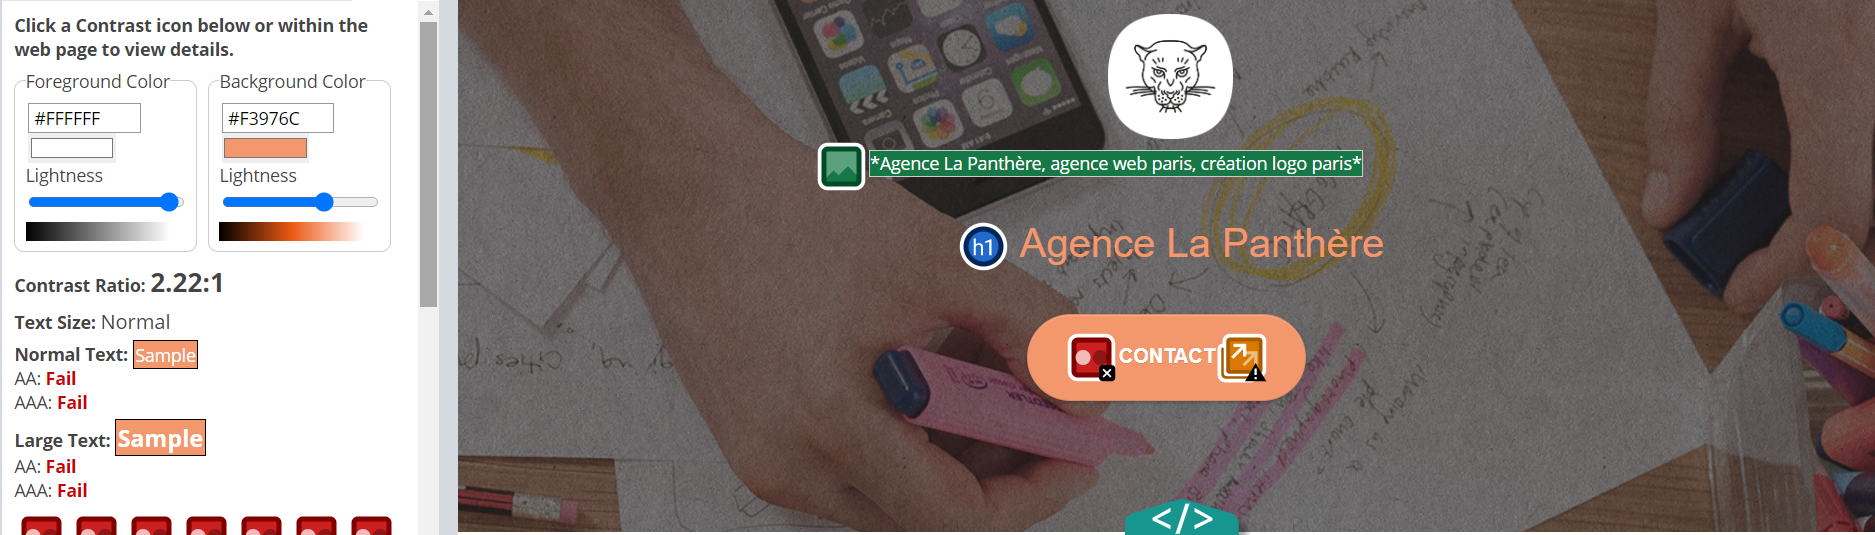 Click a Contrast icon below or within the
web page to view details.
Foreground Color
Background Color
#FFFFFF
#F3976C
Lightness
Lightness
Contrast Ratio: 2.22:1
Text Size: Normal
Normal Text: Sample
AA: Fail
AAA: Fail
Large Text: Sample
AA: Fail
AAA: Fail
*Agence La Panthère, agence web paris, création logo paris*
h1 Agence La Panthère
CONTACT
</>